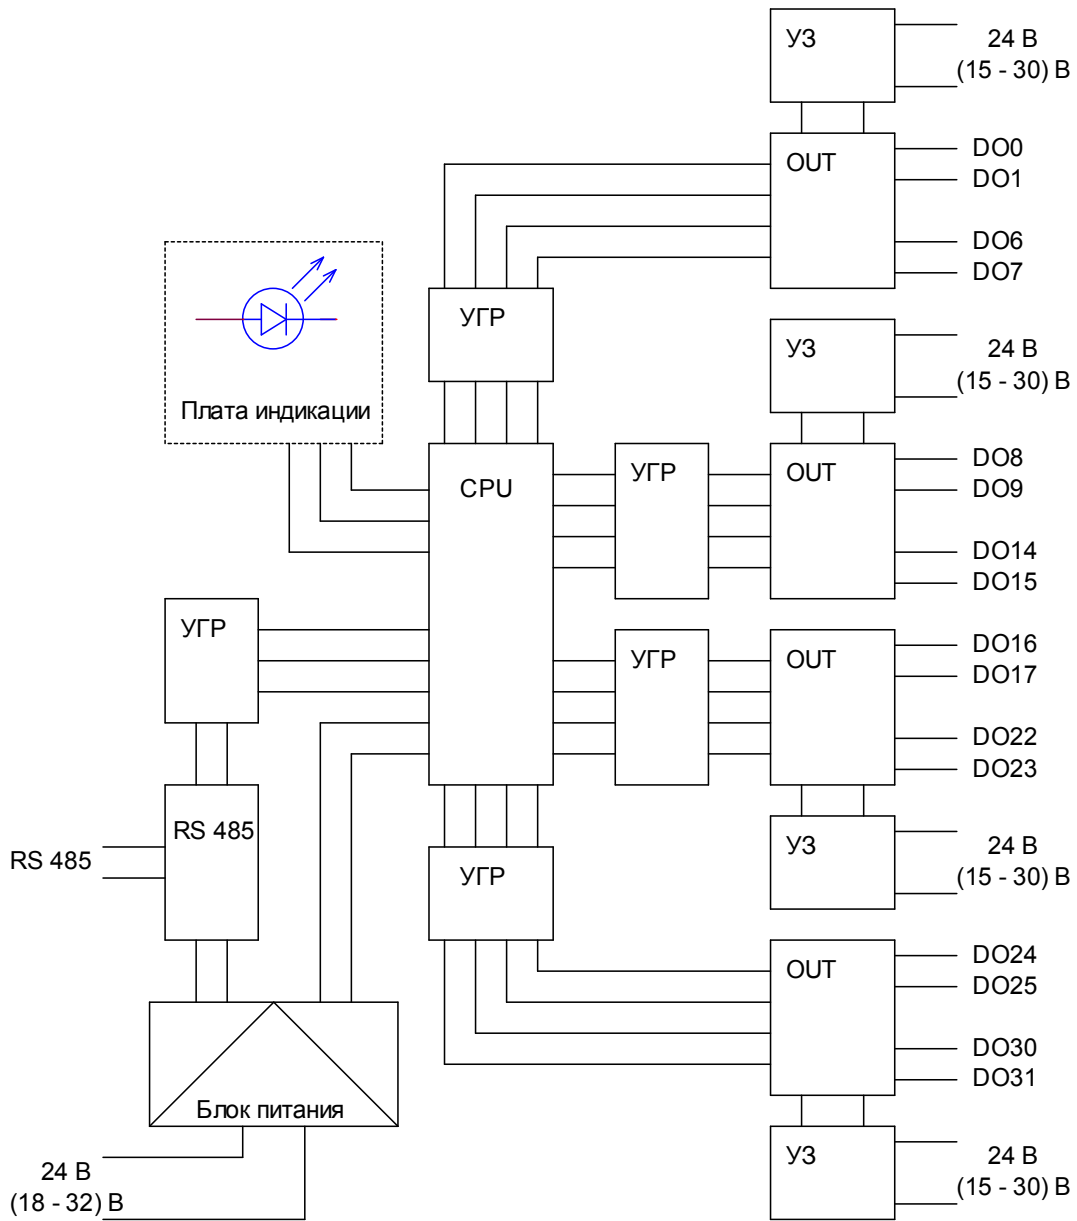 УЗ
24 В
(15 - 30) В
OUT
DO0
DO1
DO6
DO7
УГР
Плата индикации
УЗ
24 В
(15 - 30) В
CPU
УГР
OUT
DO8
DO9
DO14
DO15
УГР
УГР
OUT
DO16
DO17
DO22
DO23
RS 485
RS 485
УГР
УЗ
24 В
(15 - 30) В
OUT
DO24
DO25
DO30
DO31
Блок питания
24 В
(18 - 32) В
УЗ
24 В
(15 - 30) В